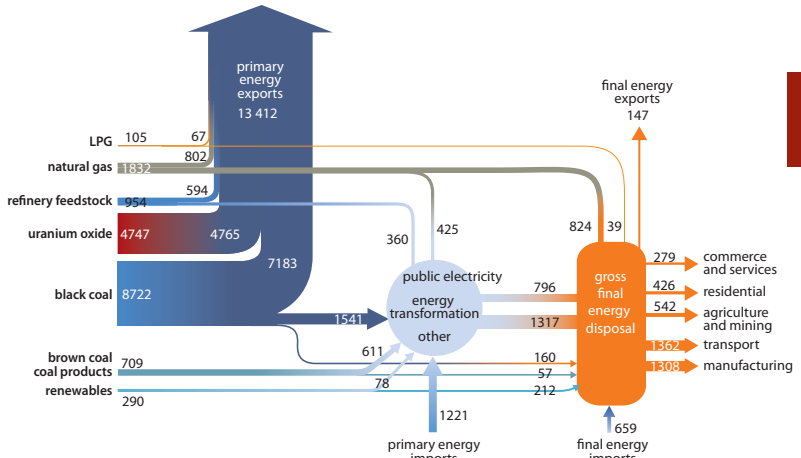 primary
energy
exports
13 412
final energy
exports
147
LPG
105
67
natural gas
1832
802
refinery feedstock
954
594
uranium oxide
4747
4765
black coal
8722
7183
1541
360
425
824
39
public electricity
energy
transformation
other
796
1317
gross
final
energy
disposal
279
commerce
and services
426
residential
542
agriculture
and mining
1362
transport
1308
manufacturing
brown coal
coal products
709
611
160
57
renewables
290
78
212
1221
primary energy
imports
659
final energy
imports